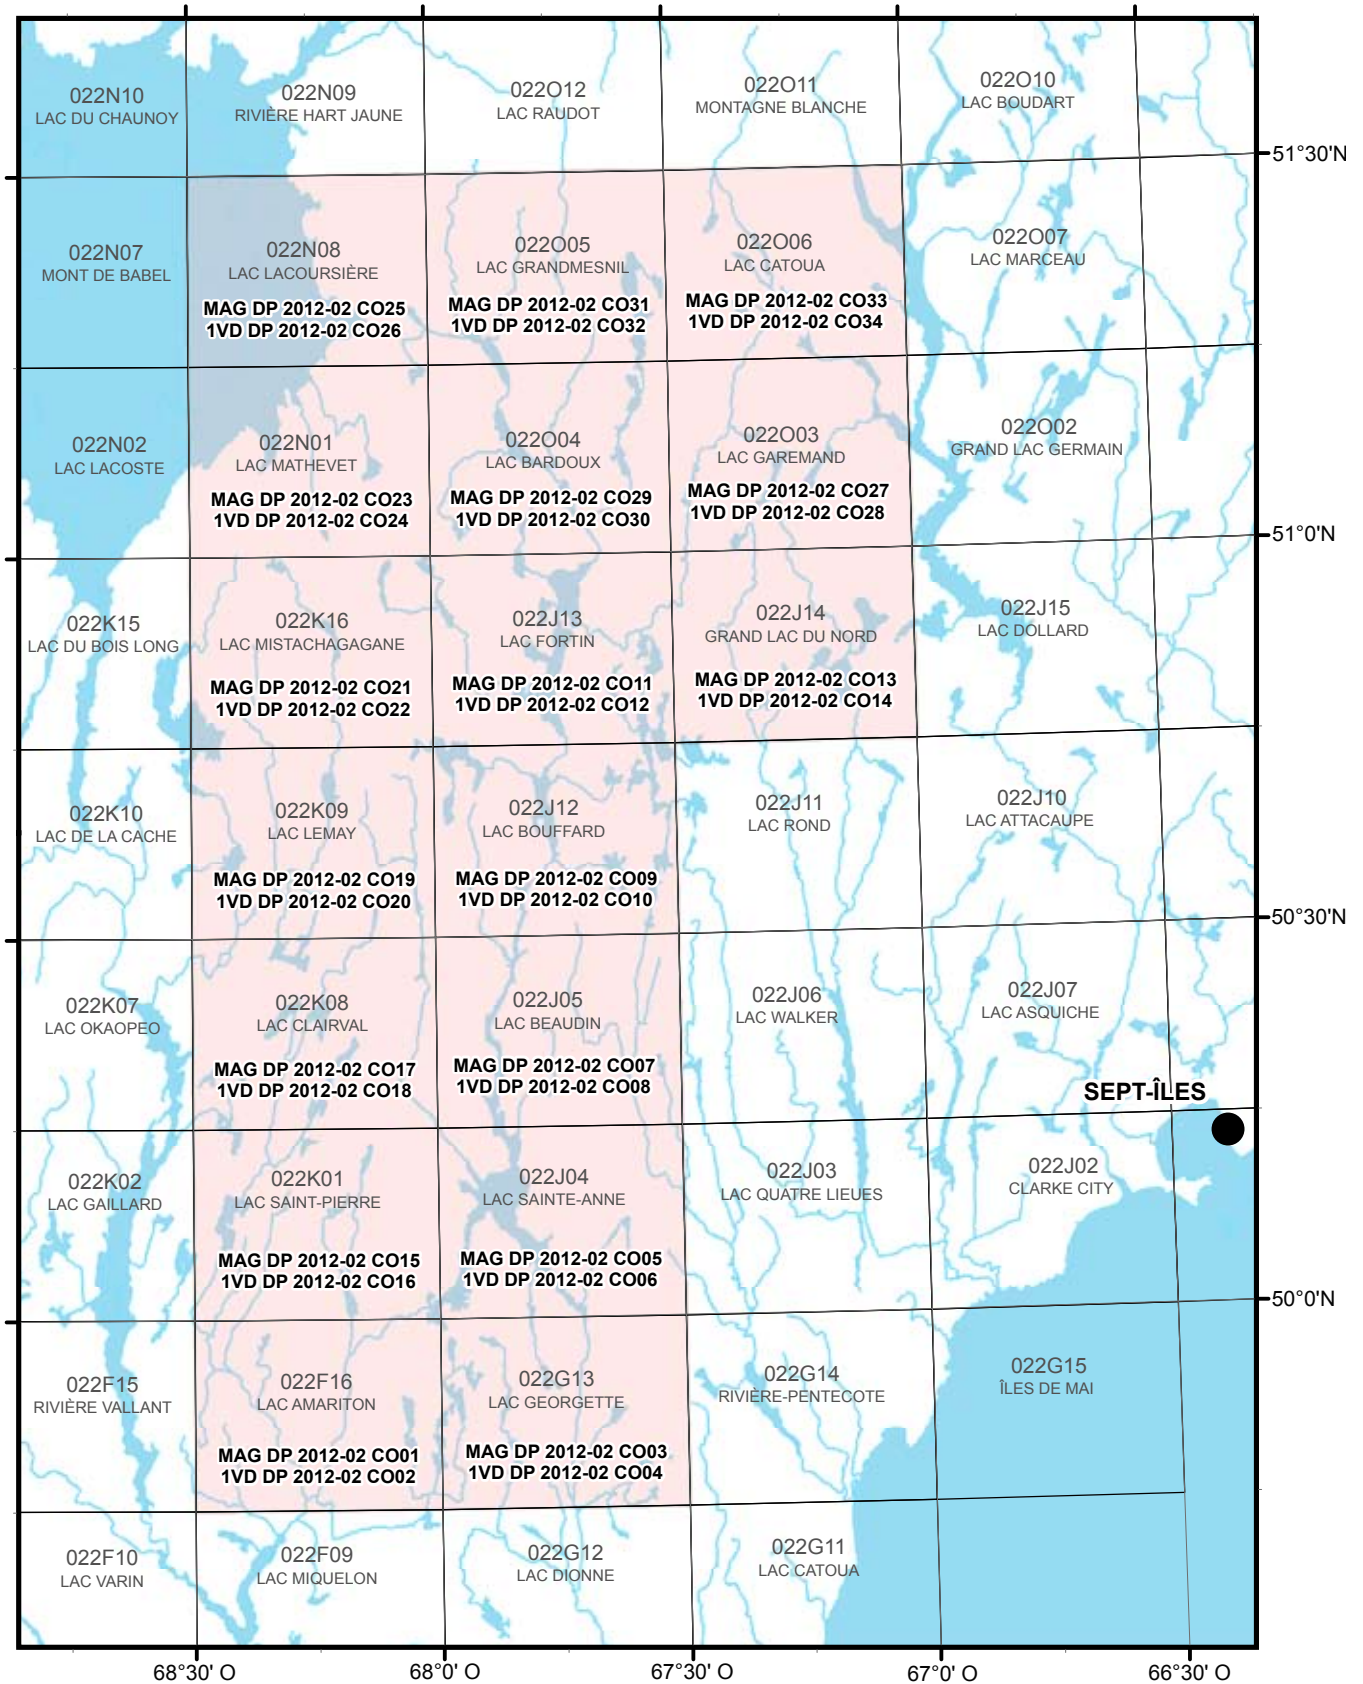 022N10
LAC DU CHAUNOY
022N09
RIVIÈRE HART JAUNE
022O12
LAC RAUDOT
022O11
MONTAGNE BLANCHE
022O10
LAC BOUDART
51°30'N
022N07
MONT DE BABEL
022N08
LAC LACOURSIÈRE
MAG DP 2012-02 CO25
1VD DP 2012-02 CO26
022O05
LAC GRANDMESNIL
MAG DP 2012-02 CO31
1VD DP 2012-02 CO32
022O06
LAC CATOUA
MAG DP 2012-02 CO33
1VD DP 2012-02 CO34
022O07
LAC MARCEAU
022N02
LAC LACOSTE
022N01
LAC MATHEVET
MAG DP 2012-02 CO23
1VD DP 2012-02 CO24
022O04
LAC BARDOUX
MAG DP 2012-02 CO29
1VD DP 2012-02 CO30
022O03
LAC GAREMAND
MAG DP 2012-02 CO27
1VD DP 2012-02 CO28
022O02
GRAND LAC GERMAIN
51°0'N
022K15
LAC DU BOIS LONG
022K16
LAC MISTACHAGAGANE
MAG DP 2012-02 CO21
1VD DP 2012-02 CO22
022J13
LAC FORTIN
MAG DP 2012-02 CO11
1VD DP 2012-02 CO12
022J14
GRAND LAC DU NORD
MAG DP 2012-02 CO13
1VD DP 2012-02 CO14
022J15
LAC DOLLARD
022K10
LAC DE LA CACHE
022K09
LAC LEMAY
MAG DP 2012-02 CO19
1VD DP 2012-02 CO20
022J12
LAC BOUFFARD
MAG DP 2012-02 CO09
1VD DP 2012-02 CO10
022J11
LAC ROND
022J10
LAC ATTACAUPE
50°30'N
022K07
LAC OKAOPEO
022K08
LAC CLAIRVAL
MAG DP 2012-02 CO17
1VD DP 2012-02 CO18
022J05
LAC BEAUDIN
MAG DP 2012-02 CO07
1VD DP 2012-02 CO08
022J06
LAC WALKER
022J07
LAC ASQUICHE
SEPT-ÎLES
022K02
LAC GAILLARD
022K01
LAC SAINT-PIERRE
MAG DP 2012-02 CO15
1VD DP 2012-02 CO16
022J04
LAC SAINTE-ANNE
MAG DP 2012-02 CO05
1VD DP 2012-02 CO06
022J03
LAC QUATRE LIEUES
022J02
CLARKE CITY
50°0'N
022F15
RIVIÈRE VALLANT
022F16
LAC AMARITON
MAG DP 2012-02 CO01
1VD DP 2012-02 CO02
022G13
LAC GEORGETTE
MAG DP 2012-02 CO03
1VD DP 2012-02 CO04
022G14
RIVIÈRE-PENTECOTE
022G15
ÎLES DE MAI
022F10
LAC VARIN
022F09
LAC MIQUELON
022G12
LAC DIONNE
022G11
LAC CATOUA
68°30' O
68°0' O
67°30' O
67°0' O
66°30' O